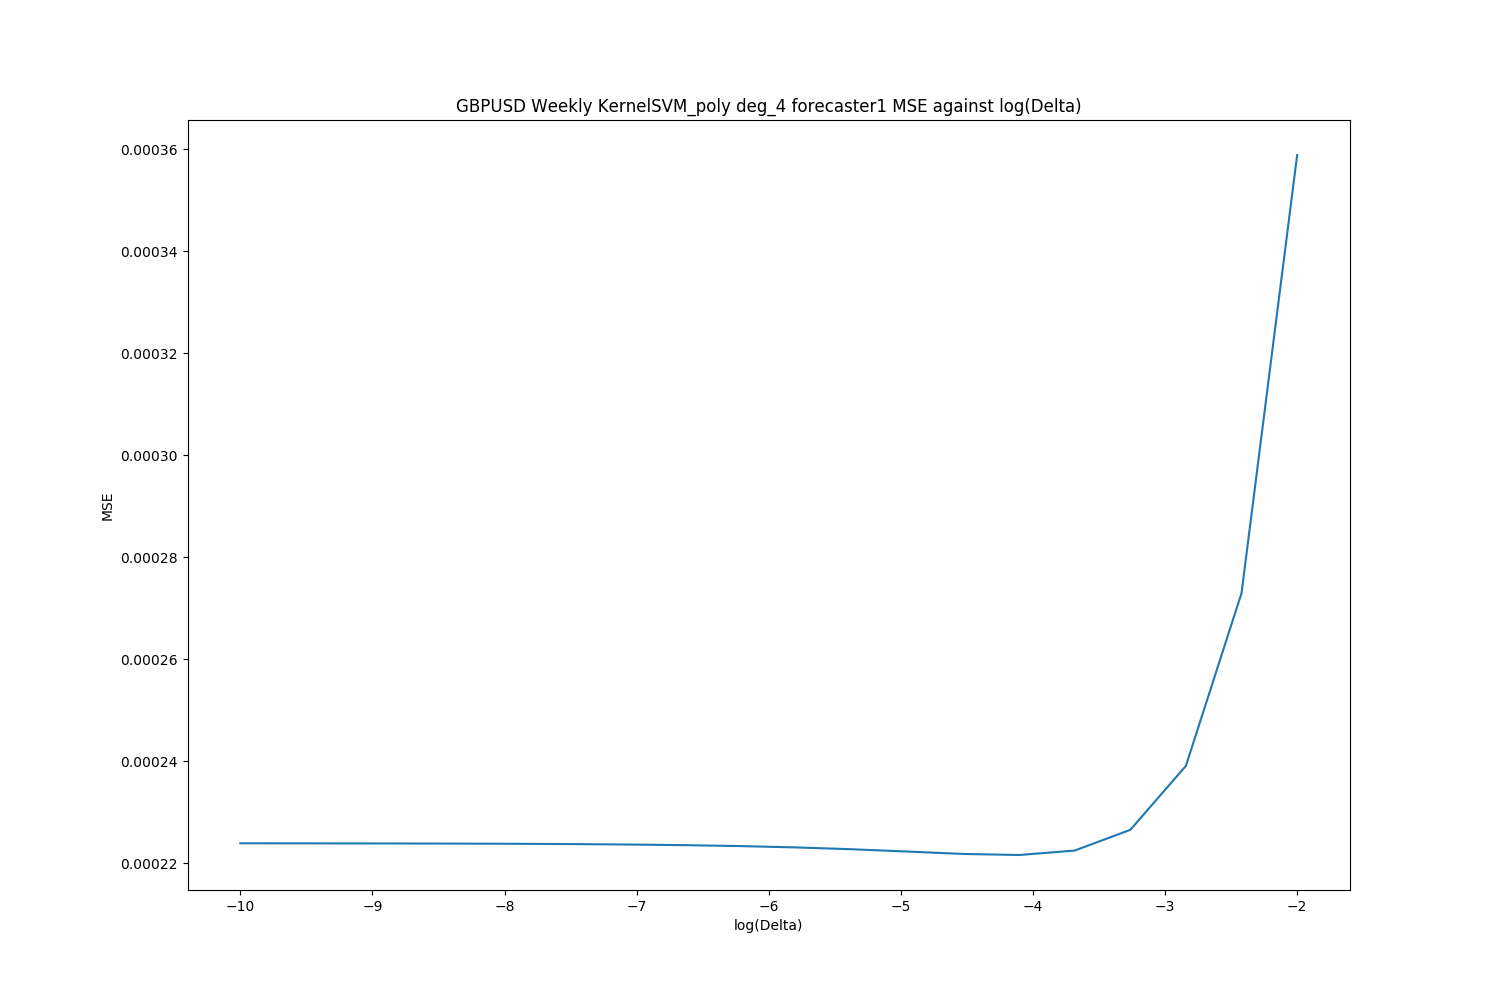 GBPUSD Weekly KernelSVM_poly deg_4 forecaster1 MSE against log(Delta)
0.00036
0.00034
0.00032
0.00030
0.00028
0.00026
0.00024
0.00022
MSE
−10 −9 −8 −7 −6 −5 −4 −3 −2
log(Delta)